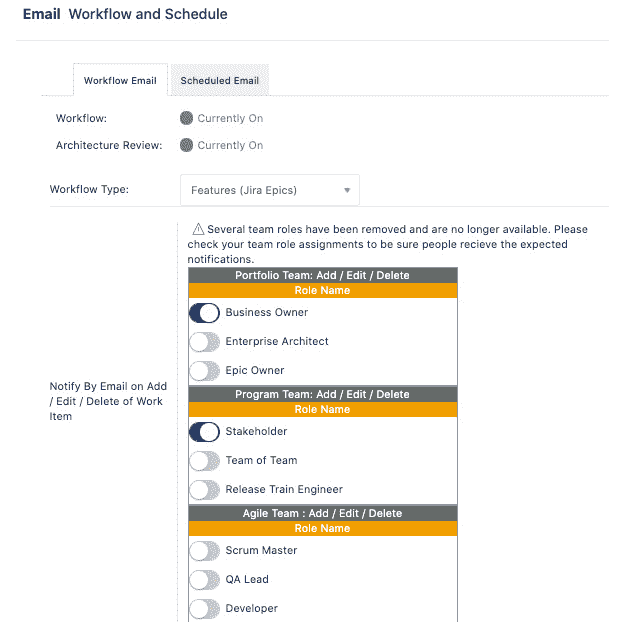 Email Workflow and Schedule
Workflow Email
Scheduled Email
Workflow:
Currently On
Architecture Review:
Currently On
Workflow Type:
Features (Jira Epics)
Several team roles have been removed and are no longer available. Please
check your team role assignments to be sure people recieve the expected
notifications.
Notify By Email on Add
/ Edit / Delete of Work
Item
Portfolio Team: Add / Edit / Delete
Role Name
Business Owner
Enterprise Architect
Epic Owner
Program Team: Add / Edit / Delete
Role Name
Stakeholder
Team of Team
Release Train Engineer
Agile Team : Add / Edit / Delete
Role Name
Scrum Master
QA Lead
Developer